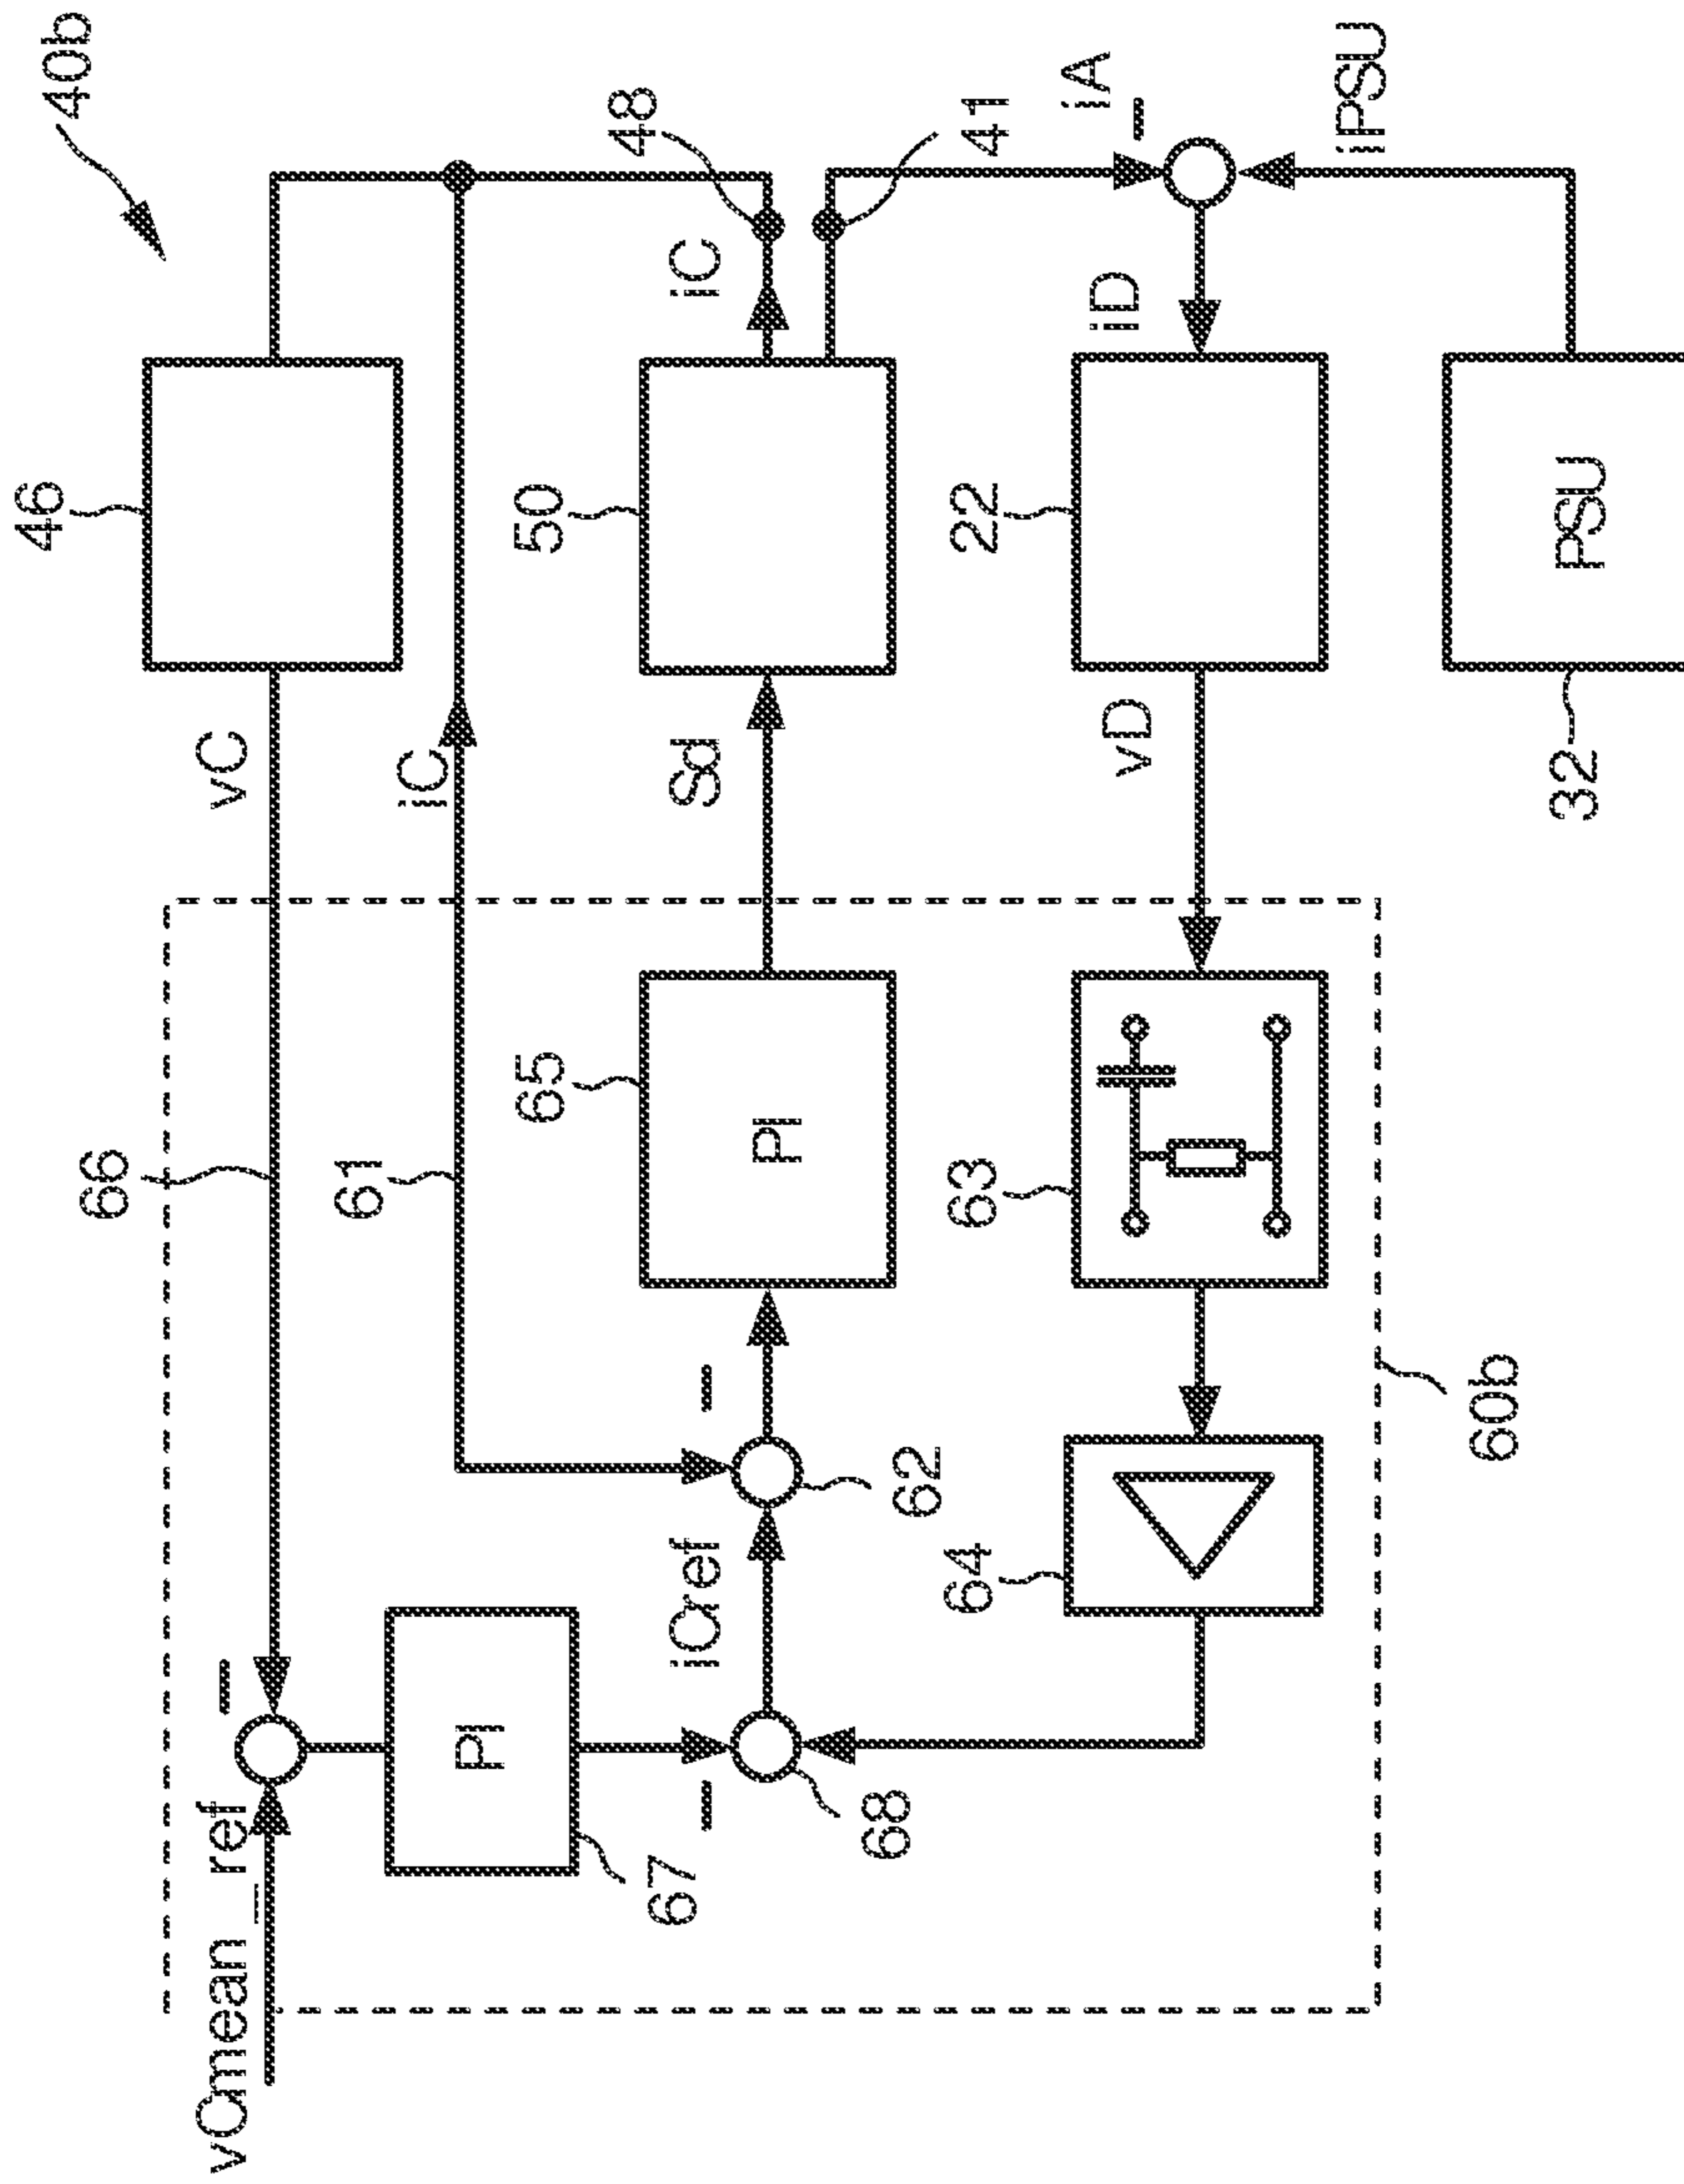 46
40b
66
vCmean_ref
–
vC
61
iC
PI
65
50
48
67
–
iCref
–
Sd
iC
PI
68
62
64
63
22
41
vD
iD
iA
–
iPSU
60b
32
PSU